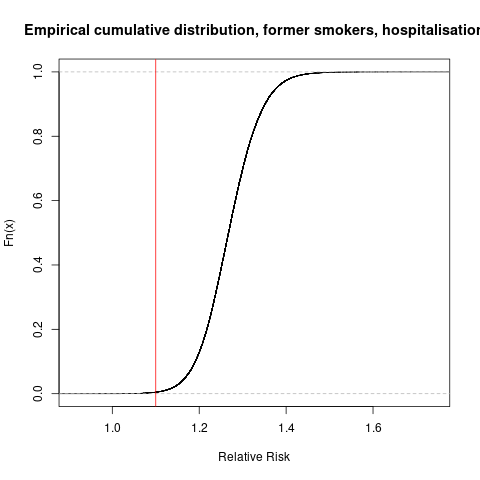 Empirical cumulative distribution, former smokers, hospitalisation
Fn(x)
1.0
0.8
0.6
0.4
0.2
0.0
1.0 1.2 1.4 1.6
Relative Risk